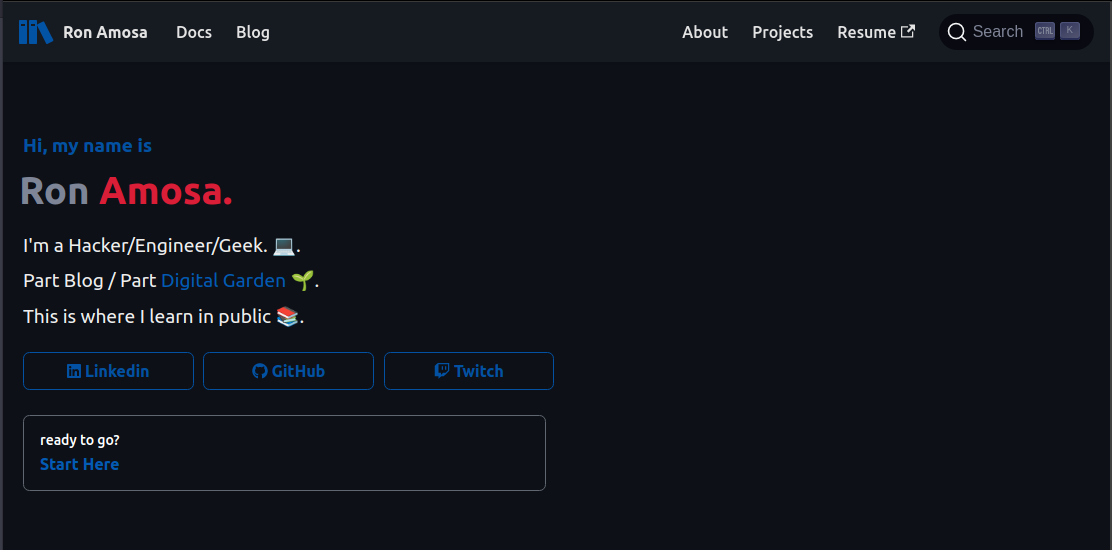 Ron Amosa Docs Blog About Projects Resume Search CTRL K
Hi, my name is
Ron Amosa.
I'm a Hacker/Engineer/Geek. 💻.
Part Blog / Part Digital Garden 🌱.
This is where I learn in public 📚.
Linkedin GitHub Twitch
ready to go?
Start Here